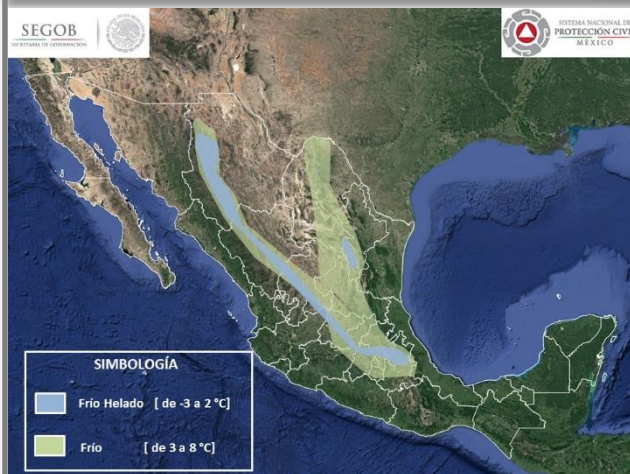 SEGOB
SECRETARÍA DE GOBERNACIÓN
SISTEMA NACIONAL DE
PROTECCIÓN CIVIL
MÉXICO
SIMBOLOGÍA
Frío Helado [ de -3 a 2 °C]
Frío [ de 3 a 8 °C]